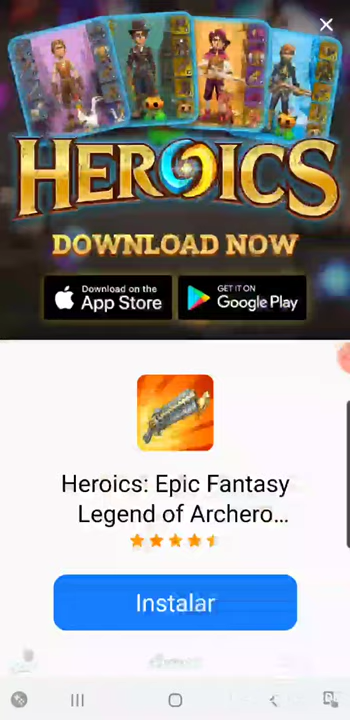 HEROICS
DOWNLOAD NOW
Download on the
App Store
GET IT ON
Google Play
Heroics: Epic Fantasy
Legend of Archero...
Instalar